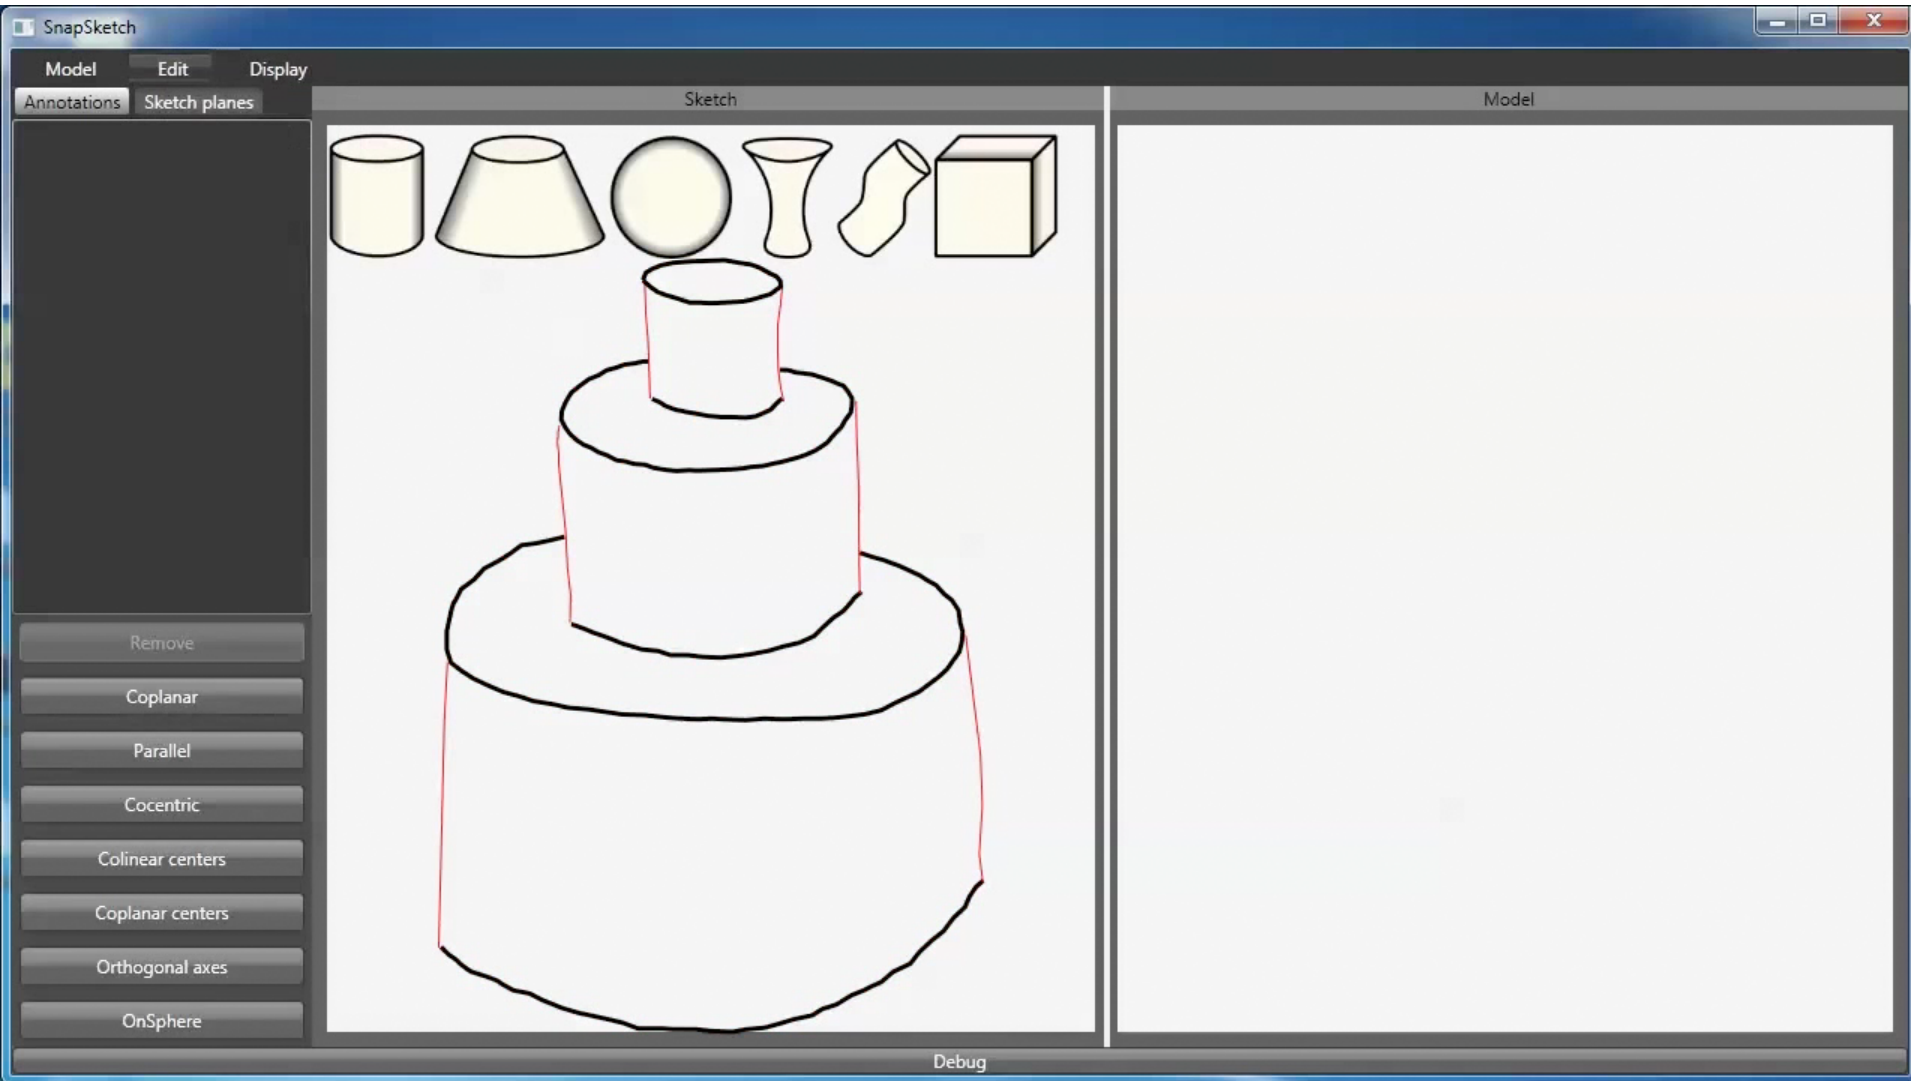 SnapSketch
Model Edit Display
Annotations Sketch planes
Sketch
Model
Remove
Coplanar
Parallel
Cocentric
Colinear centers
Coplanar centers
Orthogonal axes
OnSphere
Debug